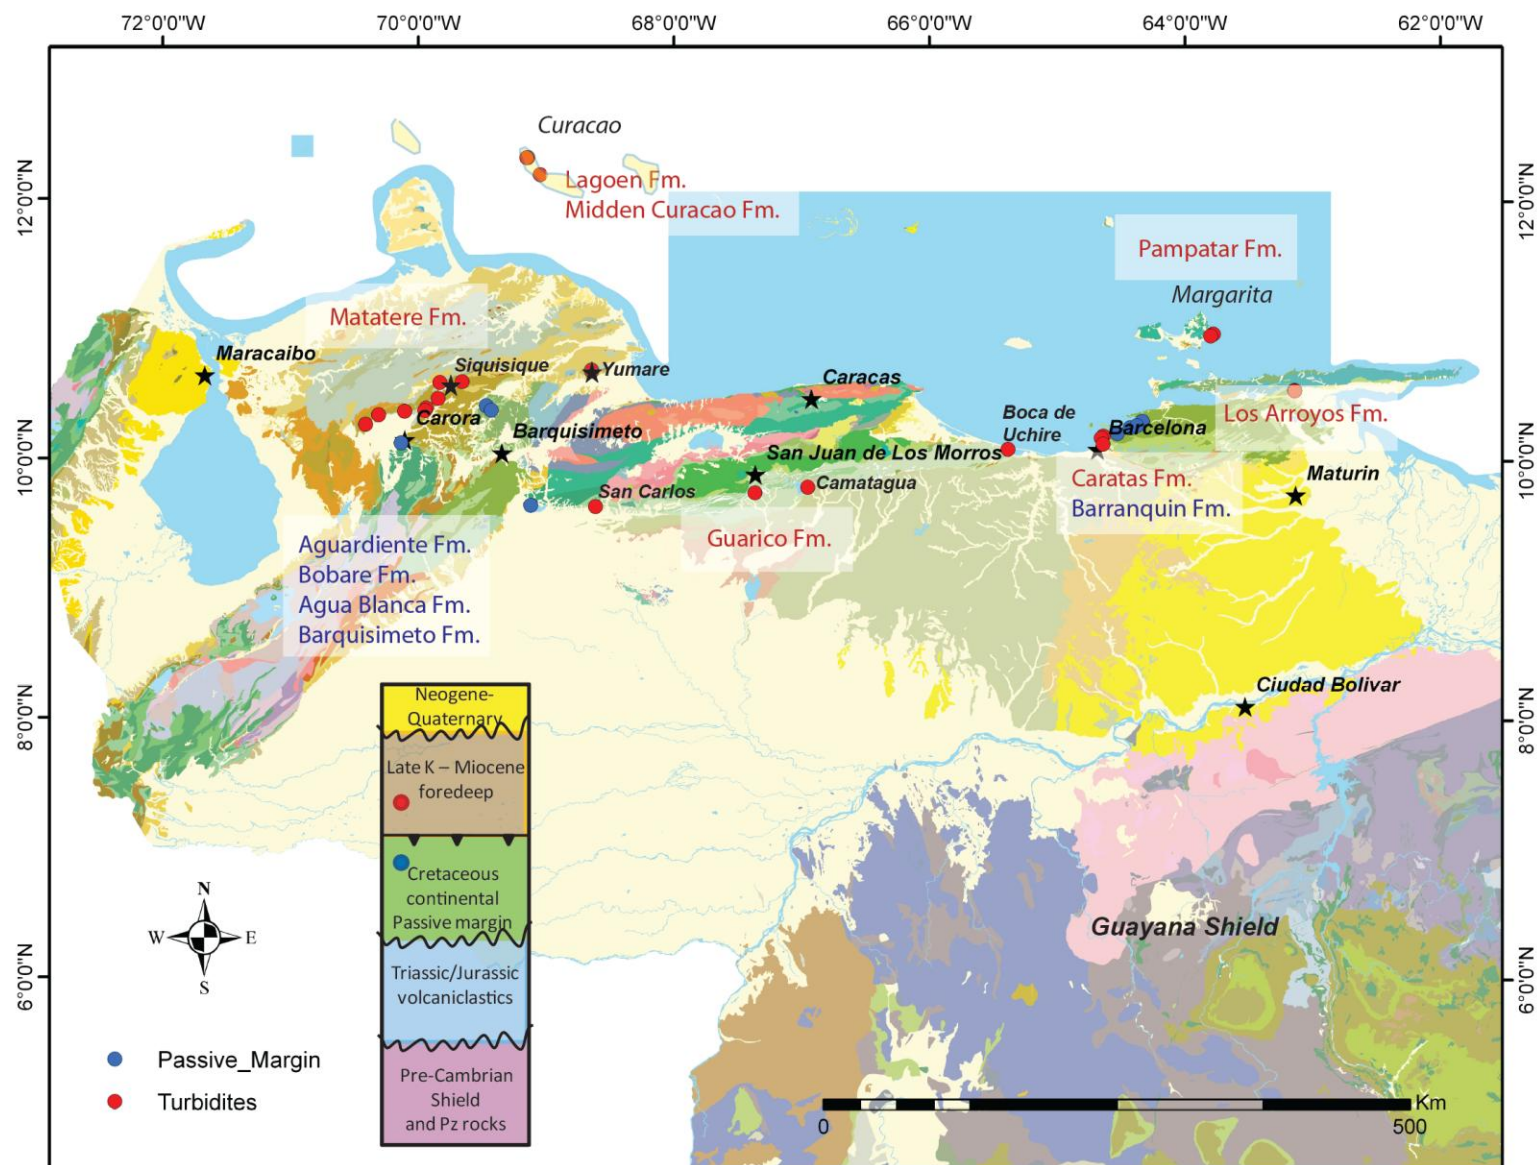 72°0'0"W
70°0'0"W
68°0'0"W
66°0'0"W
64°0'0"W
62°0'0"W
12°0'0"N
10°0'0"N
8°0'0"N
6°0'0"N
12°0'0"N
10°0'0"N
8°0'0"N
6°0'0"N
Curacao
Lagoen Fm.
Midden Curacao Fm.
Pampatar Fm.
Margarita
Matatere Fm.
Maracaibo
Siquisique
Yumare
Caracas
Carora
Barquisimeto
Boca de
Uchire
Barcelona
Los Arroyos Fm.
San Juan de Los Morros
San Carlos
Camatagua
Caratas Fm.
Barranquin Fm.
Maturin
Guarico Fm.
Aguardiente Fm.
Bobare Fm.
Agua Blanca Fm.
Barquisimeto Fm.
Ciudad Bolivar
Guayana Shield
Neogene-
Quaternary
Late K – Miocene
foredeep
Cretaceous
continental
Passive margin
Triassic/Jurassic
volcaniclastics
Pre-Cambrian
Shield
and Pz rocks
N
W
E
S
Passive_Margin
Turbidites
Km
0
500